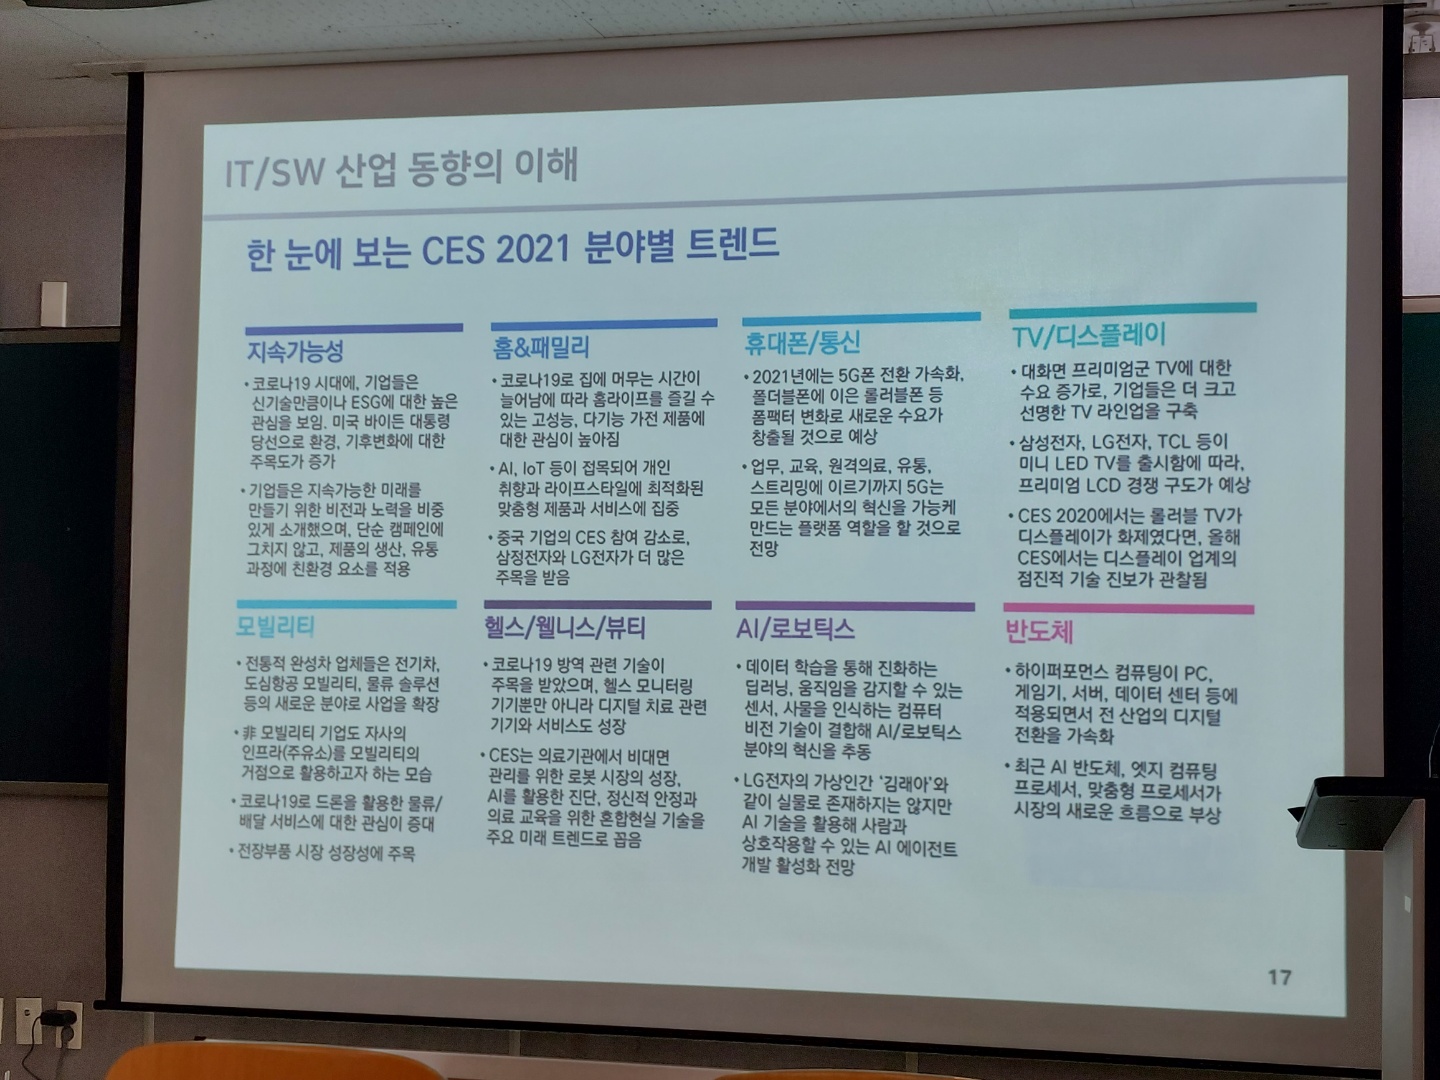 IT/SW 산업 동향의 이해
한 눈에 보는 CES 2021 분야별 트렌드
지속가능성
• 코로나19 시대에, 기업들은
신기술만큼이나 ESG에 대한 높은
관심을 보임. 미국 바이든 대통령
당선으로 환경, 기후변화에 대한
주목도가 증가
• 기업들은 지속가능한 미래를
만들기 위한 비전과 노력을 비중
있게 소개했으며, 단순 캠페인에
그치지 않고, 제품의 생산, 유통
과정에 친환경 요소를 적용
홈&패밀리
• 코로나19로 집에 머무는 시간이
늘어남에 따라 홈라이프를 즐길 수
있는 고성능, 다기능 가전 제품에
대한 관심이 높아짐
• AI, IoT 등이 접목되어 개인
취향과 라이프스타일에 최적화된
맞춤형 제품과 서비스에 집중
• 중국 기업의 CES 참여 감소로,
삼정전자와 LG전자가 더 많은
주목을 받음
휴대폰/통신
• 2021년에는 5G폰 전환 가속화,
폴더블폰에 이은 롤러블폰 등
폼팩터 변화로 새로운 수요가
창출될 것으로 예상
• 업무, 교육, 원격의료, 유통,
스트리밍에 이르기까지 5G는
모든 분야에서의 혁신을 가능케
만드는 플랫폼 역할을 할 것으로
전망
TV/디스플레이
• 대화면 프리미엄군 TV에 대한
수요 증가로, 기업들은 더 크고
선명한 TV 라인업을 구축
• 삼성전자, LG전자, TCL 등이
미니 LED TV를 출시함에 따라,
프리미엄 LCD 경쟁 구도가 예상
• CES 2020에서는 롤러블 TV가
디스플레이가 화제였다면, 올해
CES에서는 디스플레이 업계의
점진적 기술 진보가 관찰됨
모빌리티
• 전통적 완성차 업체들은 전기차,
도심항공 모빌리티, 물류 솔루션
등의 새로운 분야로 사업을 확장
• 非 모빌리티 기업도 자사의
인프라(주유소)를 모빌리티의
거점으로 활용하고자 하는 모습
• 코로나19로 드론을 활용한 물류/
배달 서비스에 대한 관심이 증대
• 전장부품 시장 성장성에 주목
헬스/웰니스/뷰티
• 코로나19 방역 관련 기술이
주목을 받았으며, 헬스 모니터링
기기뿐만 아니라 디지털 치료 관련
기기와 서비스도 성장
• CES는 의료기관에서 비대면
관리를 위한 로봇 시장의 성장,
AI를 활용한 진단, 정신적 안정과
의료 교육을 위한 혼합현실 기술을
주요 미래 트렌드로 꼽음
AI/로보틱스
• 데이터 학습을 통해 진화하는
딥러닝, 움직임을 감지할 수 있는
센서, 사물을 인식하는 컴퓨터
비전 기술이 결합해 AI/로보틱스
분야의 혁신을 추동
• LG전자의 가상인간 '김래아'와
같이 실물로 존재하지는 않지만
AI 기술을 활용해 사람과
상호작용할 수 있는 AI 에이전트
개발 활성화 전망
반도체
• 하이퍼포먼스 컴퓨팅이 PC,
게임기, 서버, 데이터 센터 등에
적용되면서 전 산업의 디지털
전환을 가속화
• 최근 AI 반도체, 엣지 컴퓨팅
프로세서, 맞춤형 프로세서가
시장의 새로운 흐름으로 부상
17